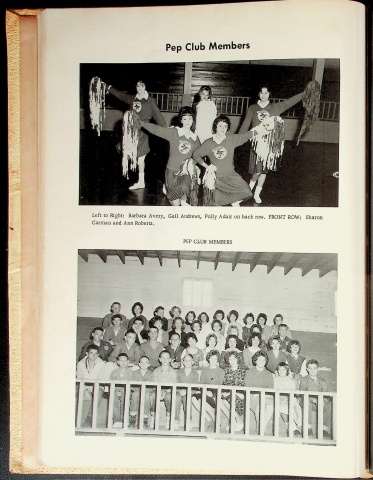 Pep Club Members
Left to Right: Barbara Avery, Gail Andrews, Polly Adair on back row. FRONT ROW: Sharon
Carman and Ann Roberts.
PEP CLUB MEMBERS